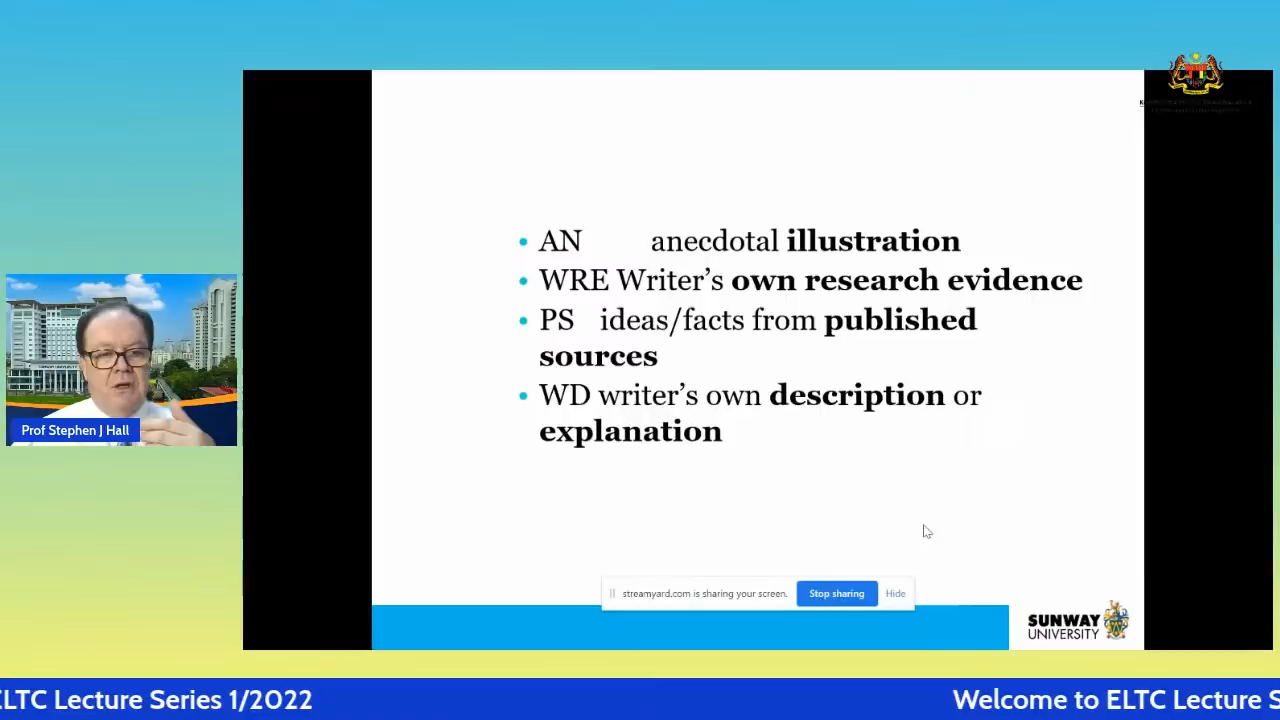 • AN anecdotal illustration
• WRE Writer's own research evidence
• PS ideas/facts from published
sources
• WD writer's own description or
explanation
Prof Stephen J Hall
streamyard.com is sharing your screen. Stop sharing Hide
SUNWAY
UNIVERSITY
ELTC Lecture Series 1/2022 Welcome to ELTC Lecture S